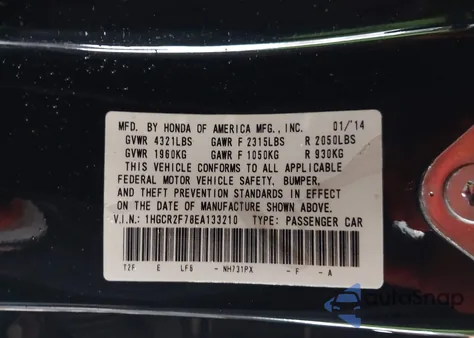 MFD. BY HONDA OF AMERICA MFG., INC. 01/'14
GVWR 4321LBS GAWR F 2315LBS R 2050LBS
GVWR 1960KG GAWR F 1050KG R 930KG
THIS VEHICLE CONFORMS TO ALL APPLICABLE
FEDERAL MOTOR VEHICLE SAFETY, BUMPER,
AND THEFT PREVENTION STANDARDS IN EFFECT
ON THE DATE OF MANUFACTURE SHOWN ABOVE.
V.I.N.: 1HGCR2F78EA133210 TYPE: PASSENGER CAR
T2F E LF6 - NH731PX - F - A
AutoSnap